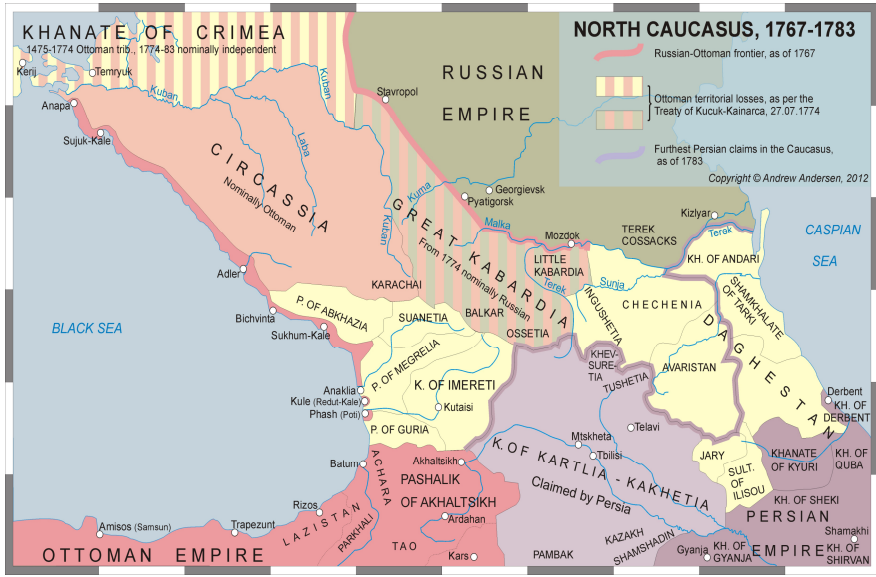 KHANATE OF CRIMEA
1475-1774 Ottoman trib., 1774-83 nominally independent
NORTH CAUCASUS, 1767-1783
Russian-Ottoman frontier, as of 1767
Ottoman territorial losses, as per the
Treaty of Kucuk-Kainarca, 27.07.1774
Furthest Persian claims in the Caucasus,
as of 1783
Copyright © Andrew Andersen, 2012
RUSSIAN
EMPIRE
Kerij
Temryuk
Kuban
Kuban
Stavropol
Anapa
Sujuk-Kale
Laba
CIRCASSIA
Nominally Ottoman
Kuma
Georgievsk
Pyatigorsk
Kuban
GREAT KABARDIA
From 1774 nominally Russian
Malka
Mozdok
TEREK
COSSACKS
Kizlyar
Terek
CASPIAN
SEA
KH. OF ANDARI
LITTLE
KABARDIA
Terek
Sunja
Adler
KARACHAI
INGUSHETIA
CHECHENIA
SHAMKHALATE
OF TARKI
DAGHESTAN
Bichvinta
P. OF ABKHAZIA
SUANETIA
BALKAR
OSSETIA
BLACK SEA
Sukhum-Kale
KHEV-
SURE-
TIA
TUSHETIA
AVARISTAN
P. OF MEGRELIA
K. OF IMERETI
Anaklia
Kule (Redut-Kale)
Phash (Poti)
Kutaisi
Derbent
KH. OF
DERBENT
P. OF GURIA
Telavi
Mtskheta
Tbilisi
K. OF KARTLIA - KAKHETIA
Claimed by Persia
JARY
SULT.
OF
ILISOU
KHANATE
OF KYURI
KH. OF
QUBA
Batum
ACHARA
Akhaltsikh
PASHALIK
OF AKHALTSIKH
KH. OF SHEKI
Rizos
LAZISTAN
PARKHALI
Ardahan
PERSIAN
EMPIRE
Amisos (Samsun)
Trapezunt
TAO
Kars
OTTOMAN EMPIRE
PAMBAK
KAZAKH
SHAMSHADIN
Gyanja
KH. OF
GYANJA
Shamakhi
KH. OF
SHIRVAN